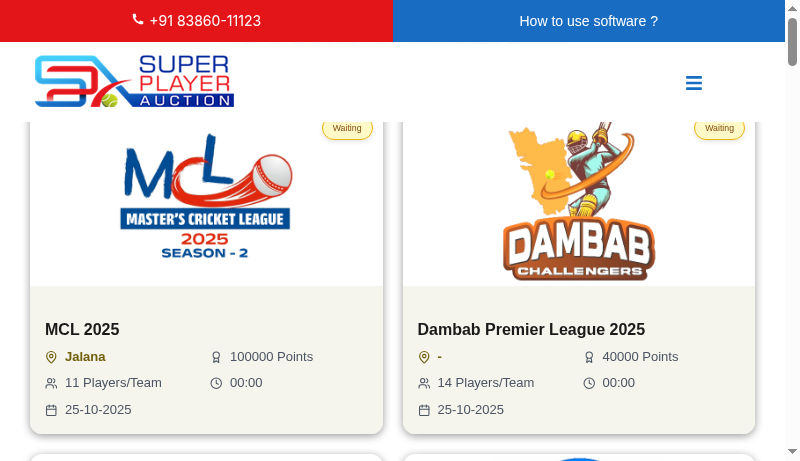 +91 83860-11123
How to use software ?
SUPER
PLAYER
AUCTION
Waiting
MCL
MASTER'S CRICKET LEAGUE
2025
SEASON - 2
MCL 2025
Jalana
100000 Points
11 Players/Team
00:00
25-10-2025
Waiting
DAMBAB
CHALLENGERS
Dambab Premier League 2025
-
40000 Points
14 Players/Team
00:00
25-10-2025